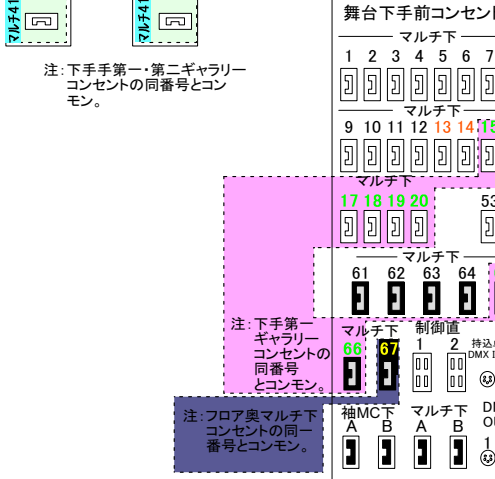 マルチ41
マルチ41
注：下手手第一・第二ギャラリー
コンセントの同番号とコン
モン。
舞台下手前コンセン
マルチ下
1 2 3 4 5 6 7
マルチ下
9 10 11 12 13 14 15
マルチ下
17 18 19 20
53
マルチ下
61 62 63 64
注：下手第一
ギャラリー
コンセントの
同番号
とコンモン。
マルチ下
66 67
制御直
1 2
持込
DMX I
注：フロア奥マルチ下
コンセントの同一
番号とコンモン。
袖MC下
A B
マルチ下
A B
1